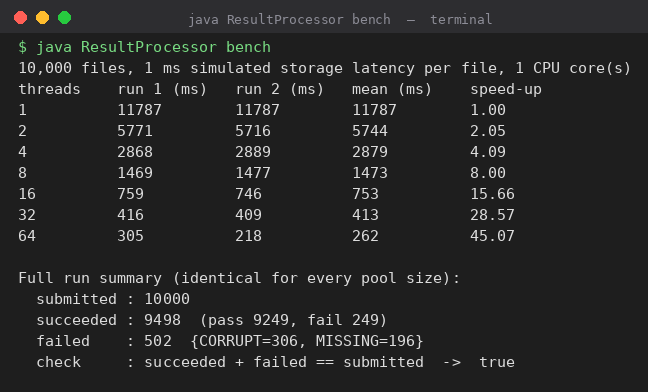 java ResultProcessor bench — terminal
$ java ResultProcessor bench
10,000 files, 1 ms simulated storage latency per file, 1 CPU core(s)
threads    run 1 (ms)   run 2 (ms)   mean (ms)    speed-up
1          11787        11787        11787        1.00
2          5771         5716         5744         2.05
4          2868         2889         2879         4.09
8          1469         1477         1473         8.00
16         759          746          753          15.66
32         416          409          413          28.57
64         305          218          262          45.07
Full run summary (identical for every pool size):
  submitted : 10000
  succeeded : 9498  (pass 9249, fail 249)
  failed    : 502  {CORRUPT=306, MISSING=196}
  check     : succeeded + failed == submitted  ->  true